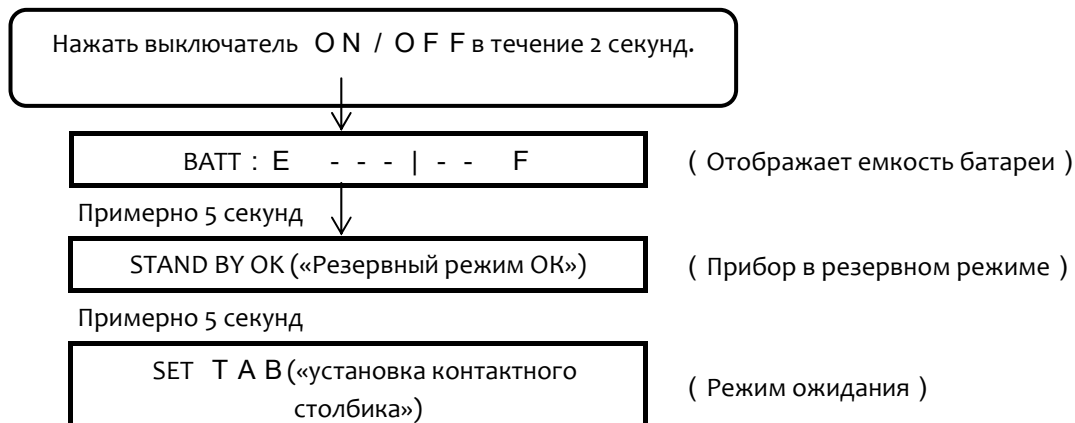 Нажать выключатель ON / OFF в течение 2 секунд.
BATT : E - - - | - - F ( Отображает емкость батареи )
Примерно 5 секунд
STAND BY OK («Резервный режим ОК») ( Прибор в резервном режиме )
Примерно 5 секунд
SET TAB («установка контактного
столбика») ( Режим ожидания )